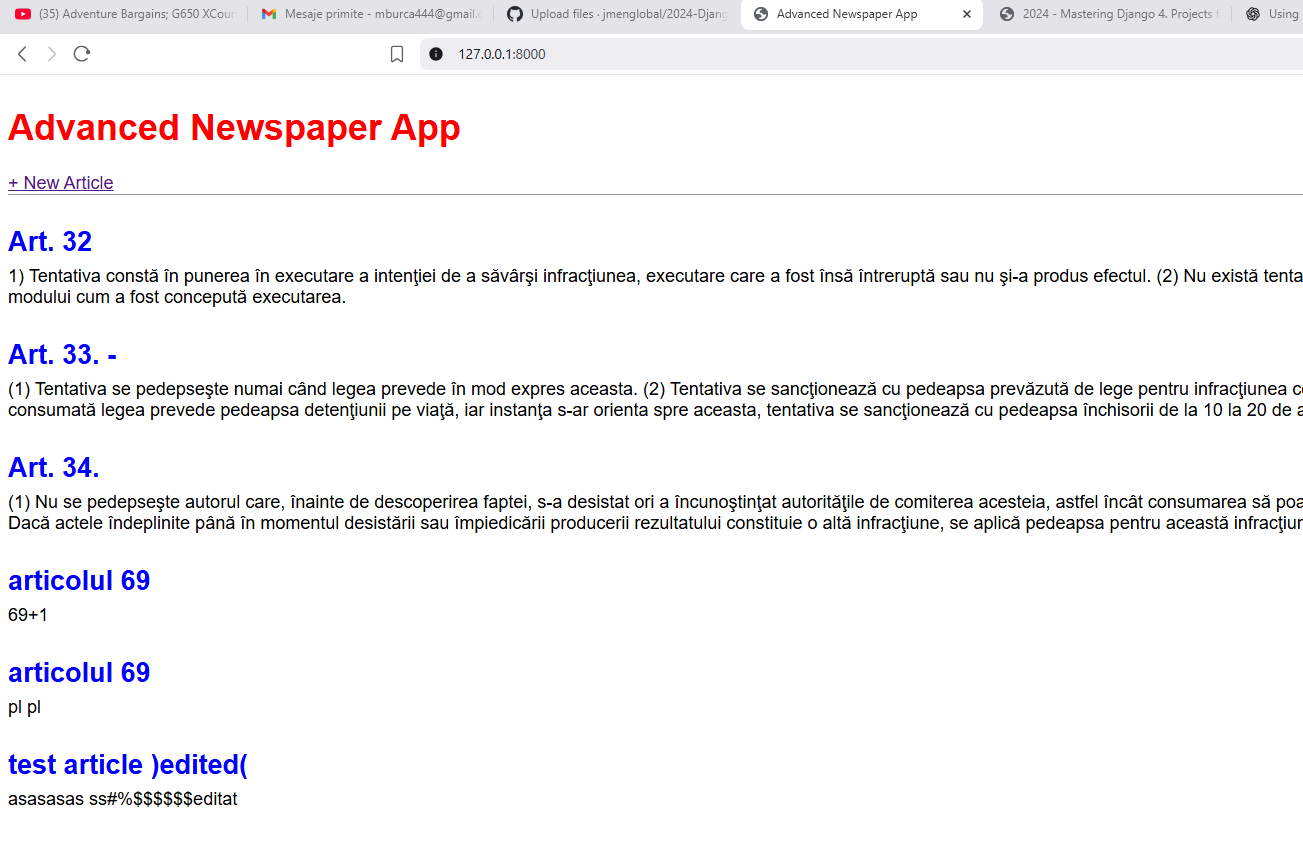 (35) Adventure Bargains; G650 XCoun
Mesaje primite - mburca444@gmail.c
Upload files · jmenglobal/2024-Djang
Advanced Newspaper App
2024 - Mastering Django 4. Projects f
Using
127.0.0.1:8000
Advanced Newspaper App
+ New Article
Art. 32
1) Tentativa constă în punerea în executare a intenţiei de a săvârşi infracţiunea, executare care a fost însă întreruptă sau nu şi-a produs efectul. (2) Nu există tenta
modului cum a fost concepută executarea.
Art. 33. -
(1) Tentativa se pedepseşte numai când legea prevede în mod expres aceasta. (2) Tentativa se sancţionează cu pedeapsa prevăzută de lege pentru infracţiunea c
consumată legea prevede pedeapsa detenţiunii pe viaţă, iar instanţa s-ar orienta spre aceasta, tentativa se sancţionează cu pedeapsa închisorii de la 10 la 20 de a
Art. 34.
(1) Nu se pedepseşte autorul care, înainte de descoperirea faptei, s-a desistat ori a încunoştinţat autorităţile de comiterea acesteia, astfel încât consumarea să poa
Dacă actele îndeplinite până în momentul desistării sau împiedicării producerii rezultatului constituie o altă infracţiune, se aplică pedeapsa pentru această infracţiun
articolul 69
69+1
articolul 69
pl pl
test article )edited(
asasasas ss#%$$$$$$editat